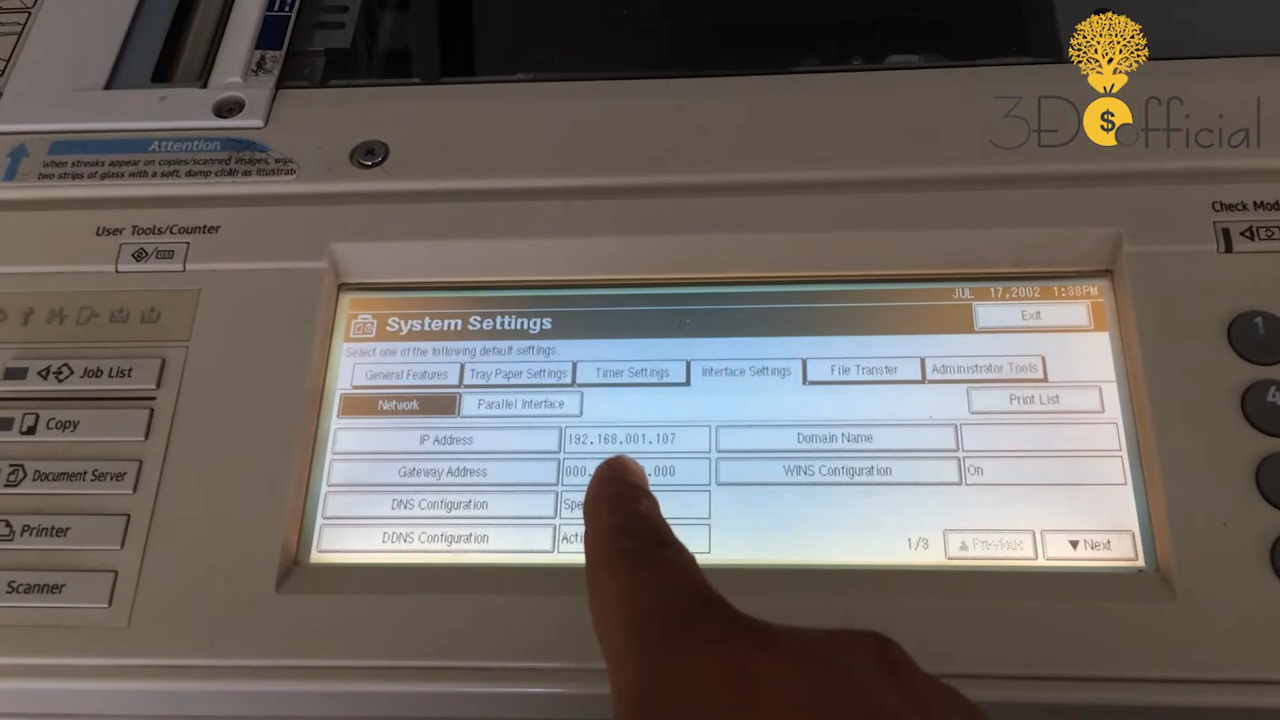 3D $ official
Attention
When streaks appear on copies/scanned images, wipe
two strips of glass with a soft, damp cloth as illustrat
User Tools/Counter
Check Mod
JUL 17,2002 1:38PM
System Settings
Exit
Select one of the following default settings.
General Features
Tray Paper Settings
Timer Settings
Interface Settings
File Transfer
Administrator Tools
Network
Parallel Interface
Print List
IP Address
192.168.001.107
Domain Name
Gateway Address
000. .000
WINS Configuration
On
DNS Configuration
Spe
DDNS Configuration
Acti
1/3
▲Previous
▼Next
Job List
Copy
Document Server
Printer
Scanner
1
4